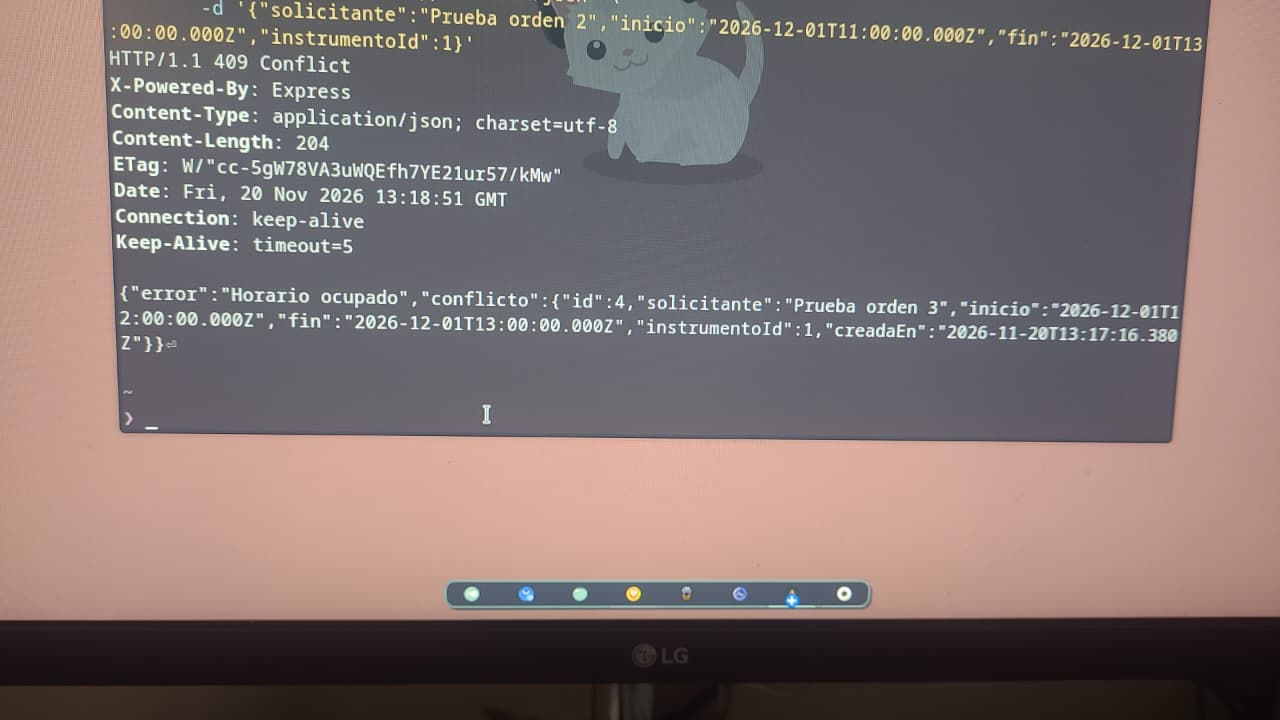 -d '{"solicitante":"Prueba orden 2","inicio":"2026-12-01T11:00:00.000Z","fin":"2026-12-01T13
:00:00.000Z","instrumentoId":1}'
HTTP/1.1 409 Conflict
X-Powered-By: Express
Content-Type: application/json; charset=utf-8
Content-Length: 204
ETag: W/"cc-5gW78VA3uWQEfh7YE21ur57/kMw"
Date: Fri, 20 Nov 2026 13:18:51 GMT
Connection: keep-alive
Keep-Alive: timeout=5
{"error":"Horario ocupado","conflicto":{"id":4,"solicitante":"Prueba orden 3","inicio":"2026-12-01T1
2:00:00.000Z","fin":"2026-12-01T13:00:00.000Z","instrumentoId":1,"creadaEn":"2026-11-20T13:17:16.380
Z"}}⏎
~
❯ _
LG